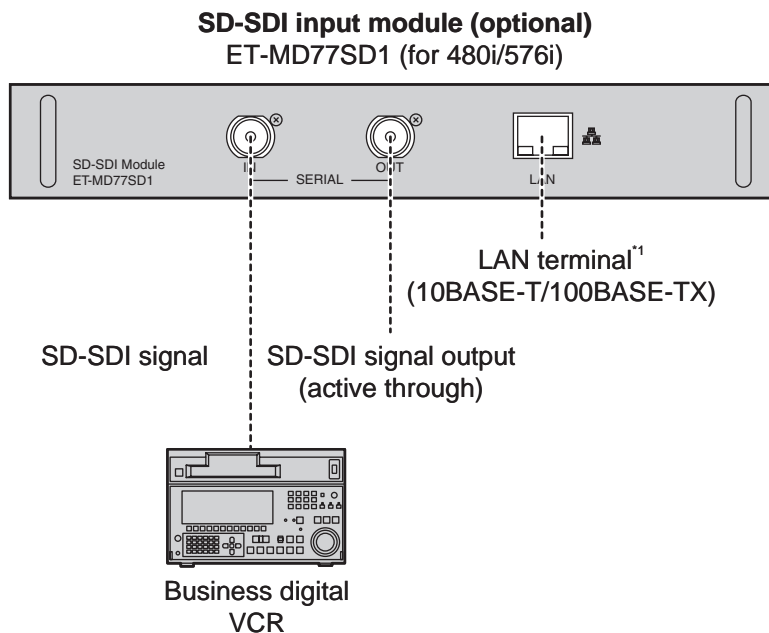 SD-SDI input module (optional)
ET-MD77SD1 (for 480i/576i)
SD-SDI Module
ET-MD77SD1
IN
SERIAL
OUT
LAN
LAN terminal*1
(10BASE-T/100BASE-TX)
SD-SDI signal
SD-SDI signal output
(active through)
Business digital
VCR